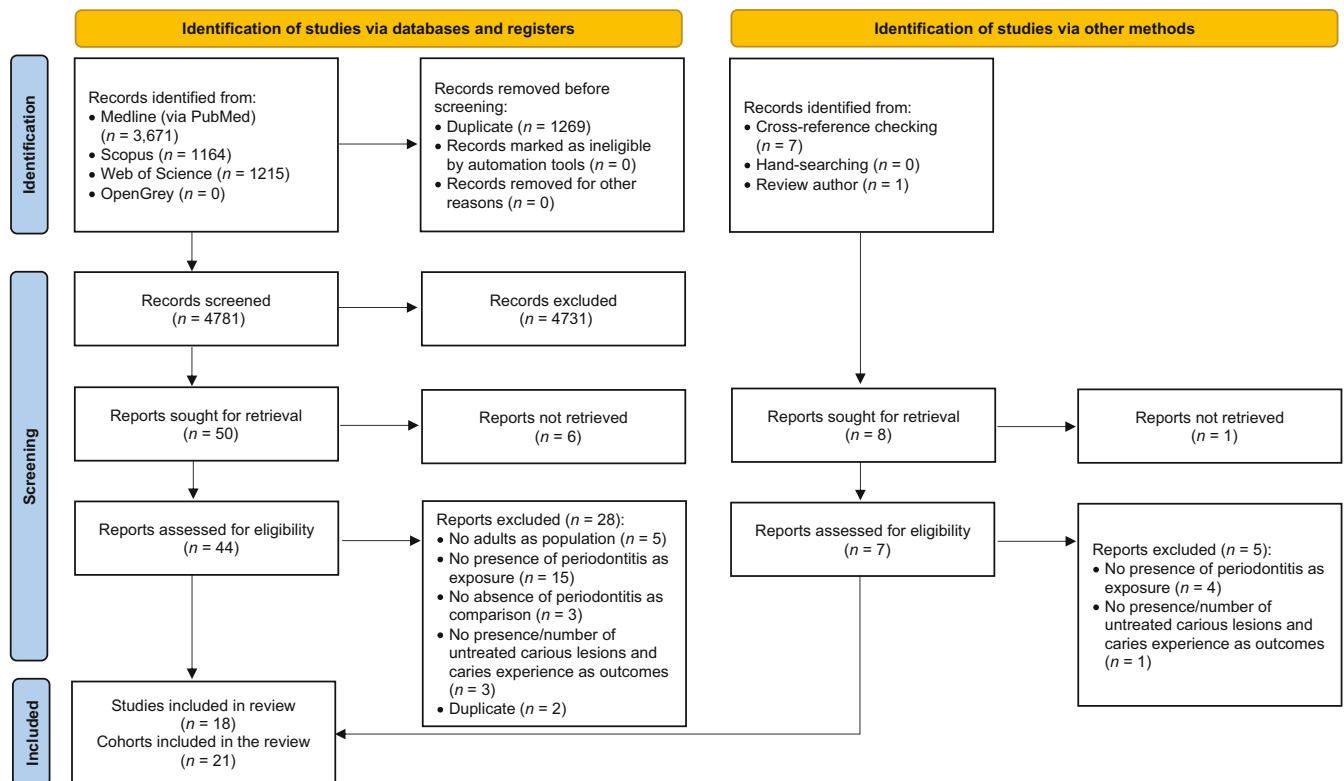 Identification of studies via databases and registers
Identification of studies via other methods
Identification
Records identified from:
• Medline (via PubMed)
(n = 3,671)
• Scopus (n = 1164)
• Web of Science (n = 1215)
• OpenGrey (n = 0)
Records removed before
screening:
• Duplicate (n = 1269)
• Records marked as ineligible
by automation tools (n = 0)
• Records removed for other
reasons (n = 0)
Records identified from:
• Cross-reference checking
(n = 7)
• Hand-searching (n = 0)
• Review author (n = 1)
Screening
Records screened
(n = 4781)
Records excluded
(n = 4731)
Reports sought for retrieval
(n = 50)
Reports not retrieved
(n = 6)
Reports sought for retrieval
(n = 8)
Reports not retrieved
(n = 1)
Reports assessed for eligibility
(n = 44)
Reports excluded (n = 28):
• No adults as population (n = 5)
• No presence of periodontitis as
exposure (n = 15)
• No absence of periodontitis as
comparison (n = 3)
• No presence/number of
untreated carious lesions and
caries experience as outcomes
(n = 3)
• Duplicate (n = 2)
Reports assessed for eligibility
(n = 7)
Reports excluded (n = 5):
• No presence of periodontitis as
exposure (n = 4)
• No presence/number of
untreated carious lesions and
caries experience as outcomes
(n = 1)
Included
Studies included in review
(n = 18)
Cohorts included in the review
(n = 21)